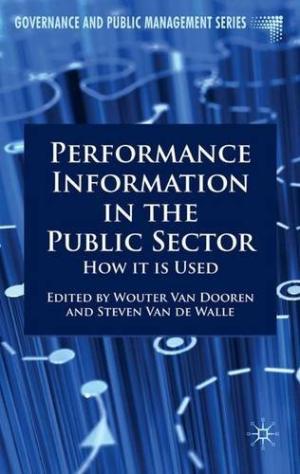 GOVERNANCE AND PUBLIC MANAGEMENT SERIES
PERFORMANCE
INFORMATION
IN THE
PUBLIC SECTOR
HOW IT IS USED
EDITED BY WOUTER VAN DOOREN
AND STEVEN VAN DE WALLE